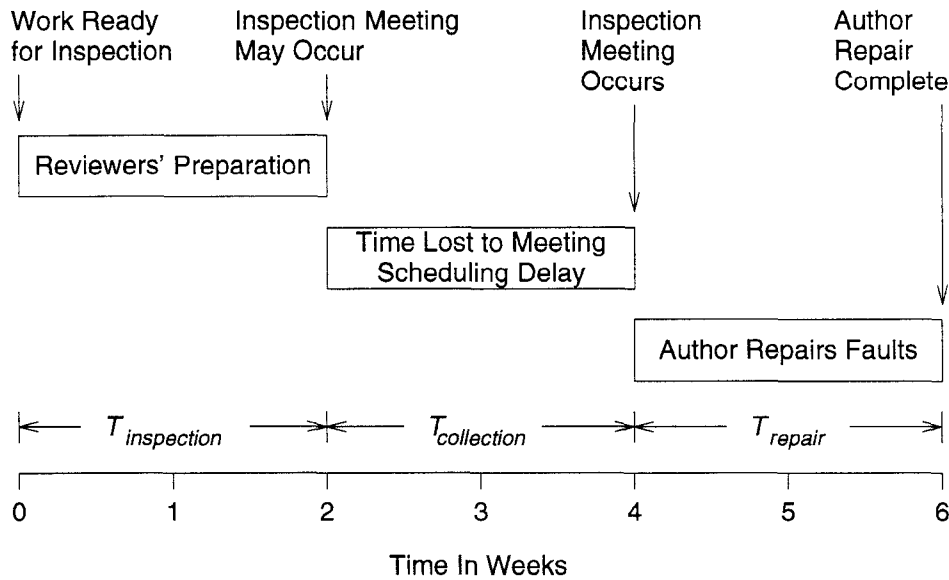 Work Ready
for Inspection
Inspection Meeting
May Occur
Inspection
Meeting
Occurs
Author
Repair
Complete
Reviewers' Preparation
Time Lost to Meeting
Scheduling Delay
Author Repairs Faults
T inspection
T collection
T repair
0 1 2 3 4 5 6
Time In Weeks